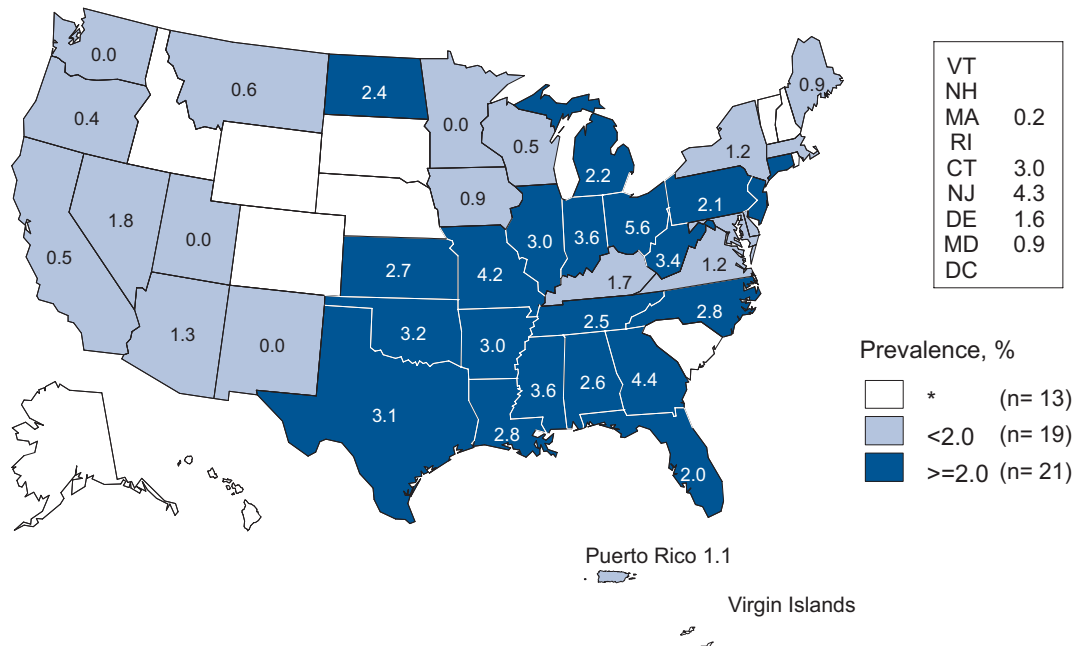 0.0
0.6
2.4
0.0
0.9
0.4
0.5
1.2
2.2
0.9
2.1
1.8
0.0
3.0
3.6
5.6
0.5
2.7
4.2
3.4
1.2
1.7
1.3
0.0
3.2
3.0
2.5
2.8
3.1
3.6
2.6
4.4
2.8
2.0
VT
NH
MA 0.2
RI
CT 3.0
NJ 4.3
DE 1.6
MD 0.9
DC
Prevalence, %
* (n= 13)
<2.0 (n= 19)
>=2.0 (n= 21)
Puerto Rico 1.1
Virgin Islands